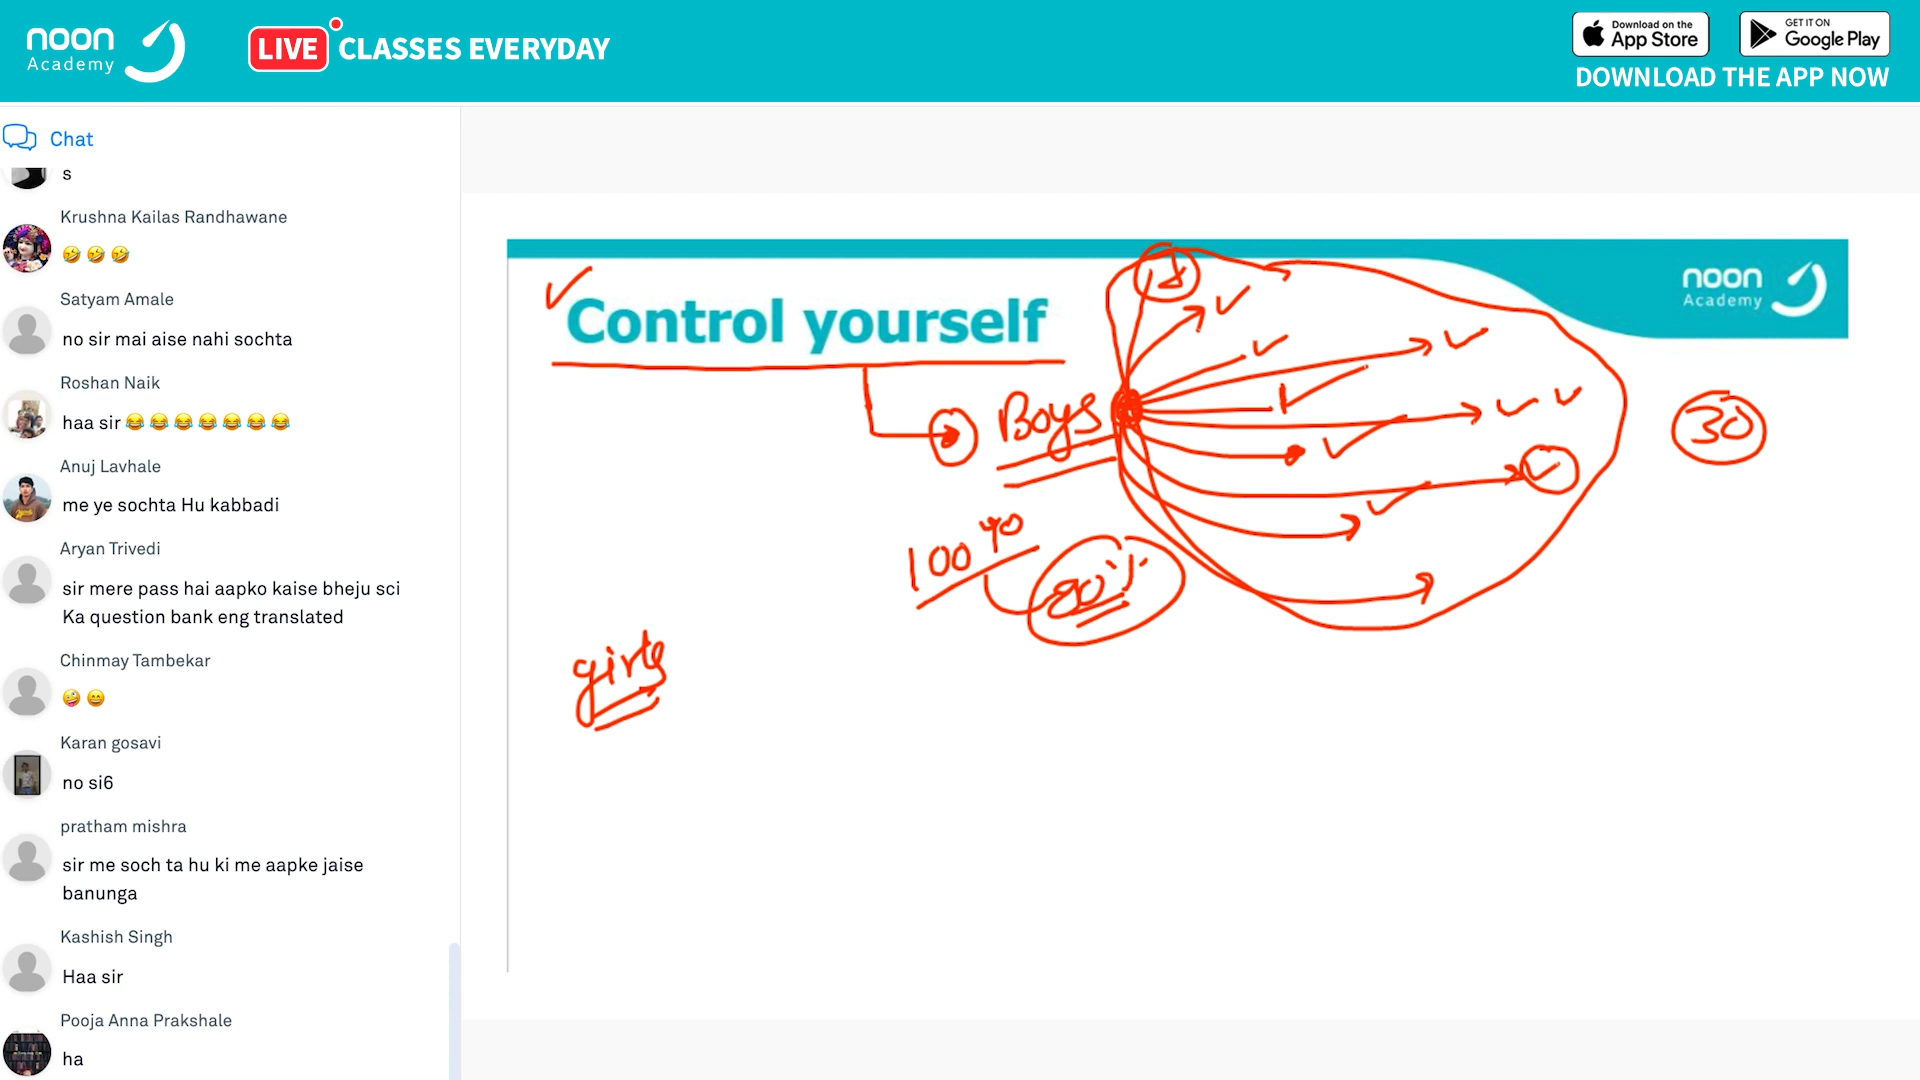 noon
Academy
LIVE CLASSES EVERYDAY
Download on the
App Store
GET IT ON
Google Play
DOWNLOAD THE APP NOW
Chat
s
Krushna Kailas Randhawane
🤣 🤣 🤣
Satyam Amale
no sir mai aise nahi sochta
Roshan Naik
haa sir 😂 😂 😂 😂 😂 😂 😂
Anuj Lavhale
me ye sochta Hu kabbadi
Aryan Trivedi
sir mere pass hai aapko kaise bheju sci
Ka question bank eng translated
Chinmay Tambekar
🤪 😄
Karan gosavi
no si6
pratham mishra
sir me soch ta hu ki me aapke jaise
banunga
Kashish Singh
Haa sir
Pooja Anna Prakshale
ha
noon
Academy
Control yourself
Boys
30
100
80%
girls